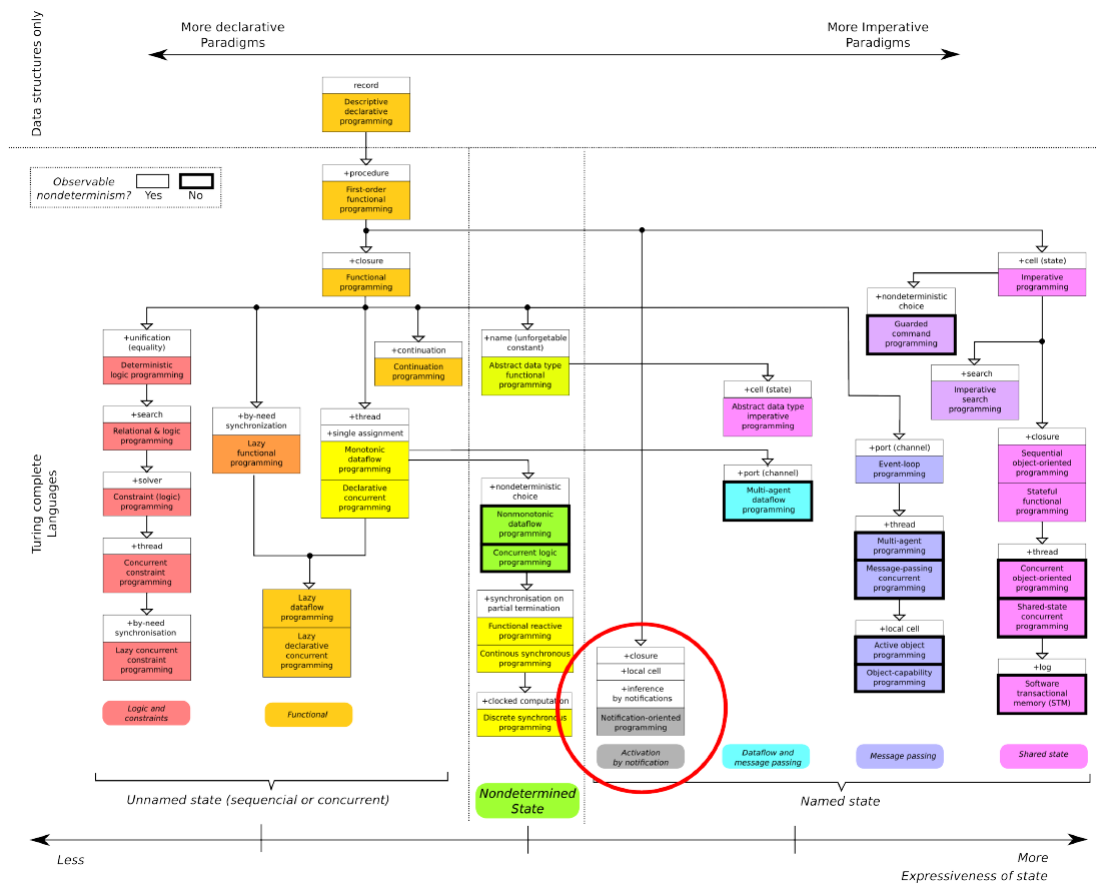 More declarative
Paradigms
More Imperative
Paradigms
Data structures only
record
Descriptive
declarative
programming
Observable
nondeterminism?
Yes
No
+procedure
First-order
functional
programming
+closure
Functional
programming
+cell (state)
Imperative
programming
+nondeterministic
choice
Guarded
command
programming
+unification
(equality)
Deterministic
logic programming
+continuation
Continuation
programming
+name (unforgetable
constant)
Abstract data type
functional
programming
+search
Imperative
search
programming
+cell (state)
Abstract data type
imperative
programming
+search
Relational & logic
programming
+by-need
synchronization
Lazy
functional
programming
+thread
+single assignment
Monotonic
dataflow
programming
Declarative
concurrent
programming
+port (channel)
Event-loop
programming
+closure
Sequential
object-oriented
programming
Stateful
functional
programming
+port (channel)
Multi-agent
dataflow
programming
Turing complete
Languages
+solver
Constraint (logic)
programming
+nondeterministic
choice
Nonmonotonic
dataflow
programming
Concurrent logic
programming
+thread
Multi-agent
programming
Message-passing
concurrent
programming
+thread
Concurrent
constraint
programming
+thread
Concurrent
object-oriented
programming
Shared-state
concurrent
programming
Lazy
dataflow
programming
Lazy
declarative
concurrent
programming
+synchronisation on
partial termination
Functional reactive
programming
Continous synchronous
programming
+by-need
synchronisation
Lazy concurrent
constraint
programming
+local cell
Active object
programming
Object-capability
programming
+closure
+local cell
+inference
by notifications
Notification-oriented
programming
+log
Software
transactional
memory (STM)
+clocked computation
Discrete synchronous
programming
Logic and
constraints
Functional
Activation
by notification
Dataflow and
message passing
Message passing
Shared state
Unnamed state (sequencial or concurrent)
Nondetermined
State
Named state
Less
More
Expressiveness of state